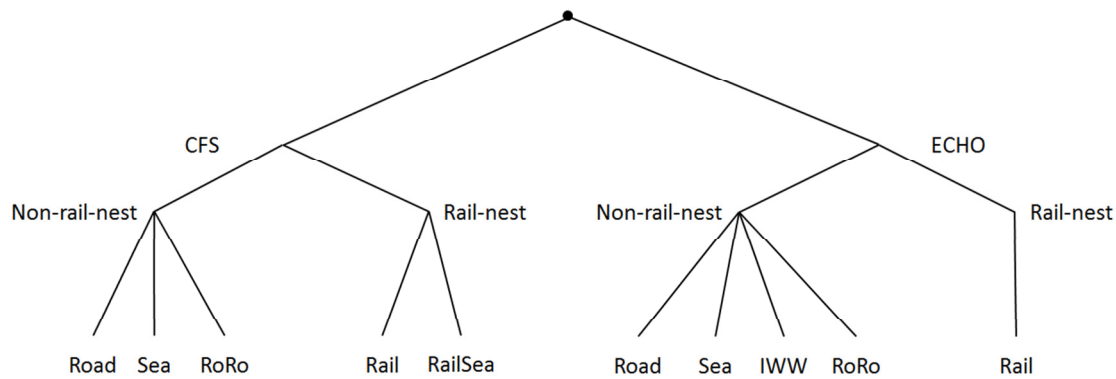 CFS ECHO
Non-rail-nest Rail-nest Non-rail-nest Rail-nest
Road Sea RoRo Rail RailSea Road Sea IWW RoRo Rail